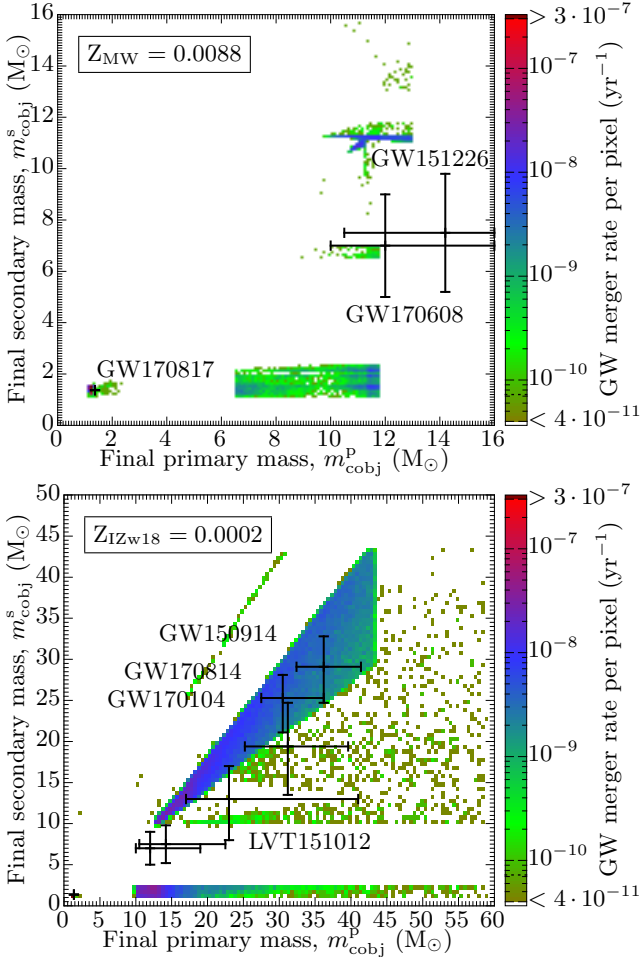 16
14
12
10
8
6
4
2
0
Final secondary mass, m^s_cobj (M⊙)
Z_MW = 0.0088
GW151226
GW170608
GW170817
0 2 4 6 8 10 12 14 16
Final primary mass, m^p_cobj (M⊙)
> 3·10^−7
10^−7
10^−8
10^−9
10^−10
< 4·10^−11
GW merger rate per pixel (yr^−1)
50
45
40
35
30
25
20
15
10
5
0
Final secondary mass, m^s_cobj (M⊙)
Z_IZw18 = 0.0002
GW150914
GW170814
GW170104
LVT151012
0 5 10 15 20 25 30 35 40 45 50 55 60
Final primary mass, m^p_cobj (M⊙)
> 3·10^−7
10^−7
10^−8
10^−9
10^−10
< 4·10^−11
GW merger rate per pixel (yr^−1)